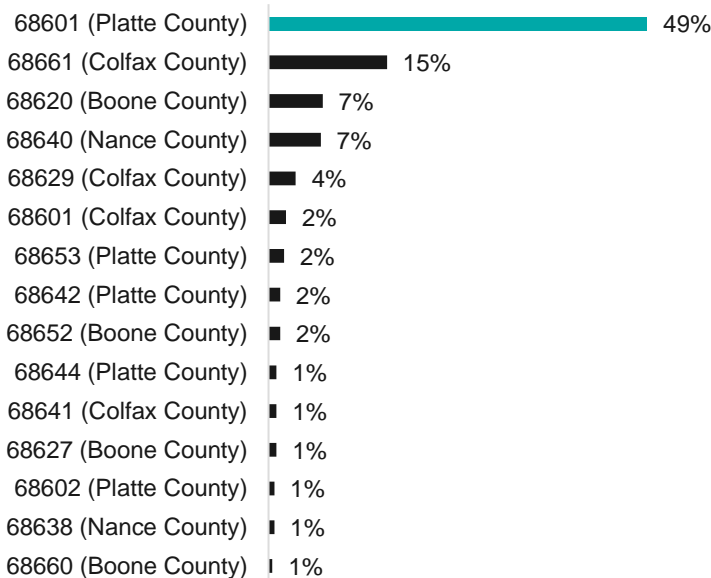 68601 (Platte County) 49%
68661 (Colfax County) 15%
68620 (Boone County) 7%
68640 (Nance County) 7%
68629 (Colfax County) 4%
68601 (Colfax County) 2%
68653 (Platte County) 2%
68642 (Platte County) 2%
68652 (Boone County) 2%
68644 (Platte County) 1%
68641 (Colfax County) 1%
68627 (Boone County) 1%
68602 (Platte County) 1%
68638 (Nance County) 1%
68660 (Boone County) 1%